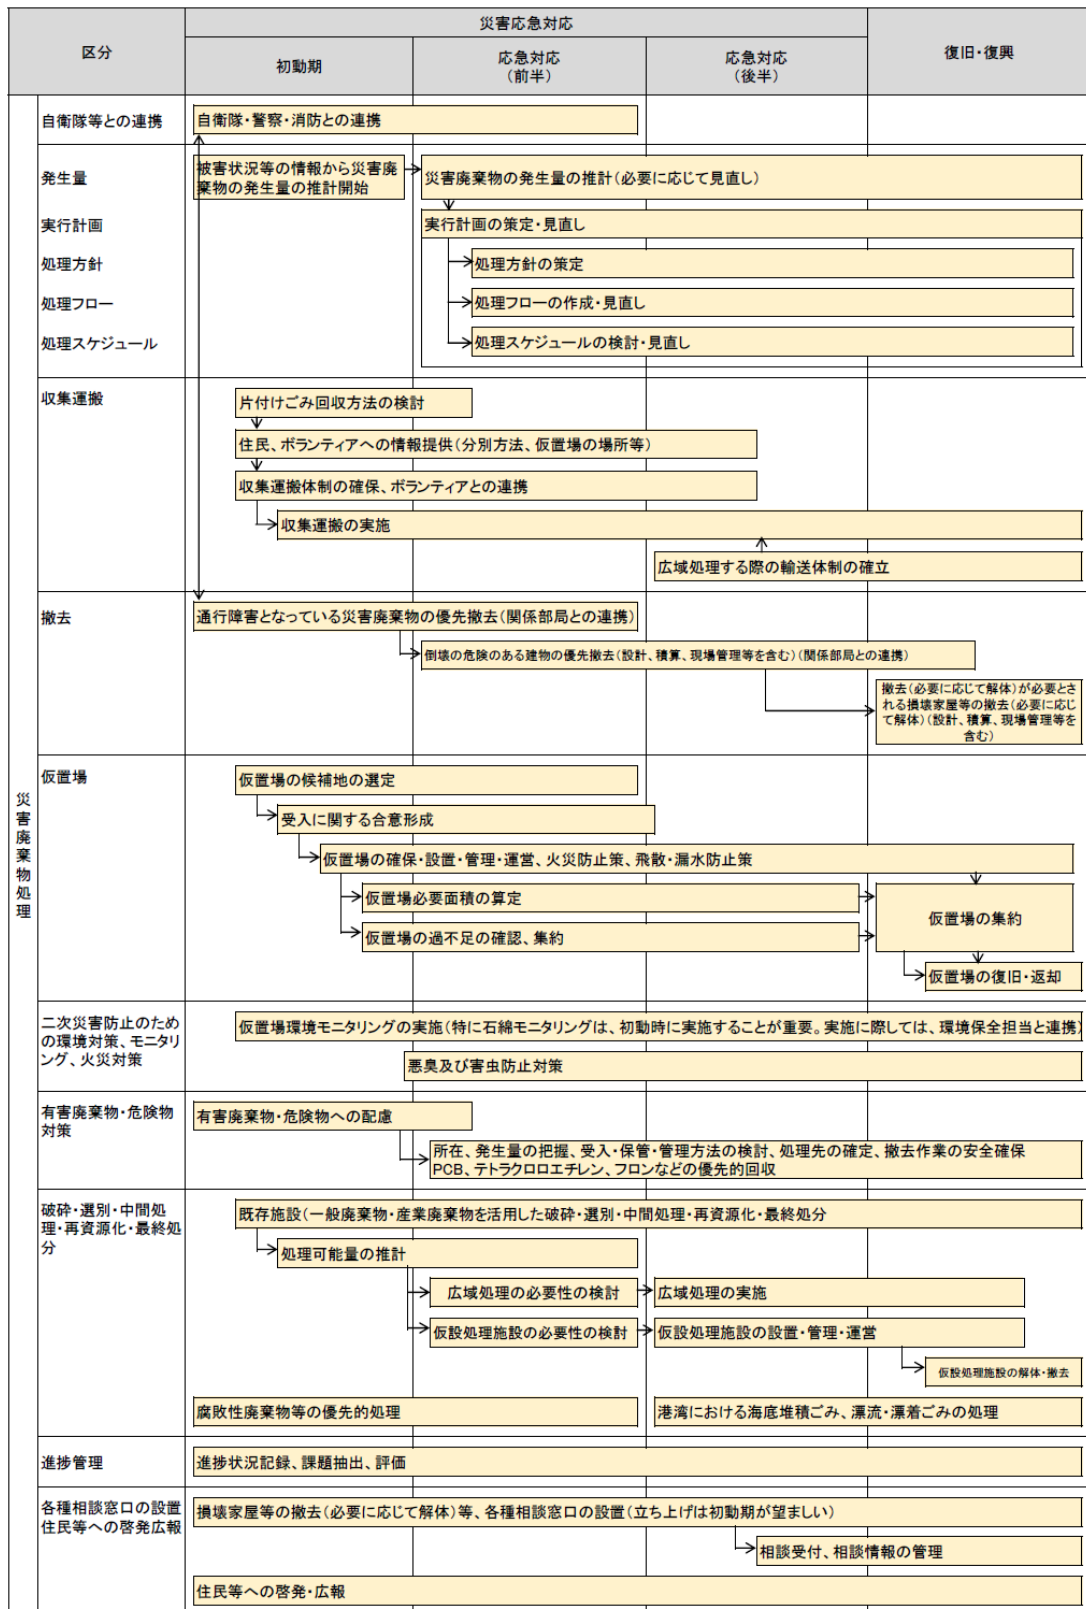 区分
災害応急対応
初動期
応急対応
(前半)
応急対応
(後半)
復旧・復興
災害廃棄物処理
自衛隊等との連携
自衛隊・警察・消防との連携
発生量
被害状況等の情報から災害廃
棄物の発生量の推計開始
災害廃棄物の発生量の推計(必要に応じて見直し)
実行計画
実行計画の策定・見直し
処理方針
処理方針の策定
処理フロー
処理フローの作成・見直し
処理スケジュール
処理スケジュールの検討・見直し
収集運搬
片付けごみ回収方法の検討
住民、ボランティアへの情報提供(分別方法、仮置場の場所等)
収集運搬体制の確保、ボランティアとの連携
収集運搬の実施
広域処理する際の輸送体制の確立
撤去
通行障害となっている災害廃棄物の優先撤去(関係部局との連携)
倒壊の危険のある建物の優先撤去(設計、積算、現場管理等を含む)(関係部局との連携)
撤去(必要に応じて解体)が必要とさ
れる損壊家屋等の撤去(必要に応じ
て解体)(設計、積算、現場管理等を
含む)
仮置場
仮置場の候補地の選定
受入に関する合意形成
仮置場の確保・設置・管理・運営、火災防止策、飛散・漏水防止策
仮置場必要面積の算定
仮置場の過不足の確認、集約
仮置場の集約
仮置場の復旧・返却
二次災害防止のため
の環境対策、モニタリ
ング、火災対策
仮置場環境モニタリングの実施(特に石綿モニタリングは、初動時に実施することが重要。実施に際しては、環境保全担当と連携)
悪臭及び害虫防止対策
有害廃棄物・危険物
対策
有害廃棄物・危険物への配慮
所在、発生量の把握、受入・保管・管理方法の検討、処理先の確定、撤去作業の安全確保
PCB、テトラクロロエチレン、フロンなどの優先的回収
破砕・選別・中間処
理・再資源化・最終処
分
既存施設(一般廃棄物・産業廃棄物を活用した破砕・選別・中間処理・再資源化・最終処分
処理可能量の推計
広域処理の必要性の検討
広域処理の実施
仮設処理施設の必要性の検討
仮設処理施設の設置・管理・運営
仮設処理施設の解体・撤去
腐敗性廃棄物等の優先的処理
港湾における海底堆積ごみ、漂流・漂着ごみの処理
進捗管理
進捗状況記録、課題抽出、評価
各種相談窓口の設置
住民等への啓発広報
損壊家屋等の撤去(必要に応じて解体)等、各種相談窓口の設置(立ち上げは初動期が望ましい)
相談受付、相談情報の管理
住民等への啓発・広報